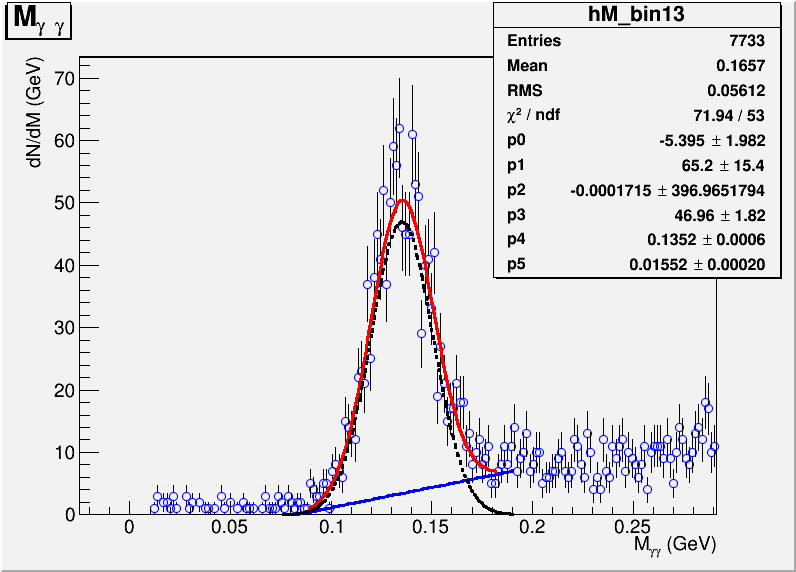 M γ γ
hM_bin13
Entries 7733
Mean 0.1657
RMS 0.05612
χ² / ndf 71.94 / 53
p0 -5.395 ± 1.982
p1 65.2 ± 15.4
p2 -0.0001715 ± 396.9651794
p3 46.96 ± 1.82
p4 0.1352 ± 0.0006
p5 0.01552 ± 0.00020
dN/dM (GeV)
70
60
50
40
30
20
10
0
0 0.05 0.1 0.15 0.2 0.25
Mγγ (GeV)